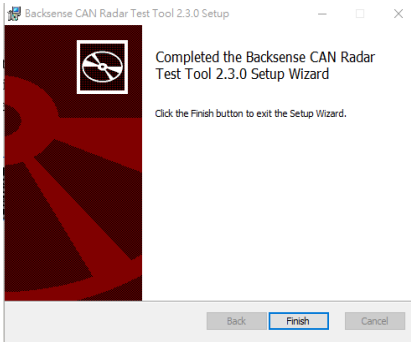 Backsense CAN Radar Test Tool 2.3.0 Setup
Completed the Backsense CAN Radar
Test Tool 2.3.0 Setup Wizard
Click the Finish button to exit the Setup Wizard.
Back
Finish
Cancel